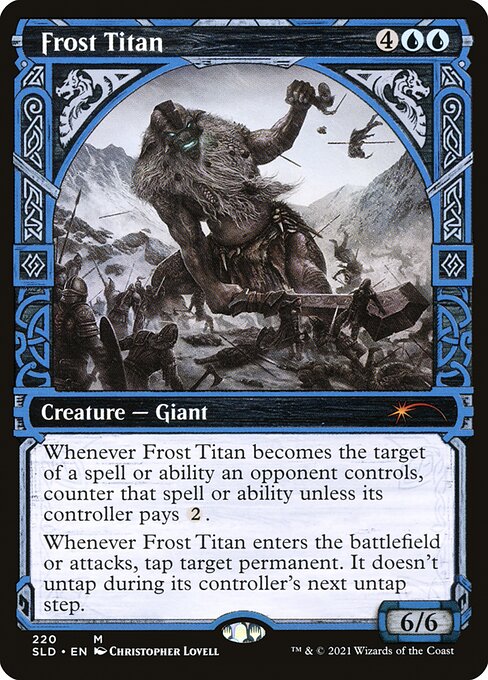 Frost Titan 4
Creature — Giant
Whenever Frost Titan becomes the target
of a spell or ability an opponent controls,
counter that spell or ability unless its
controller pays 2.
Whenever Frost Titan enters the battlefield
or attacks, tap target permanent. It doesn't
untap during its controller's next untap
step.
6/6
220 M
SLD • EN Christopher Lovell
™ & © 2021 Wizards of the Coast